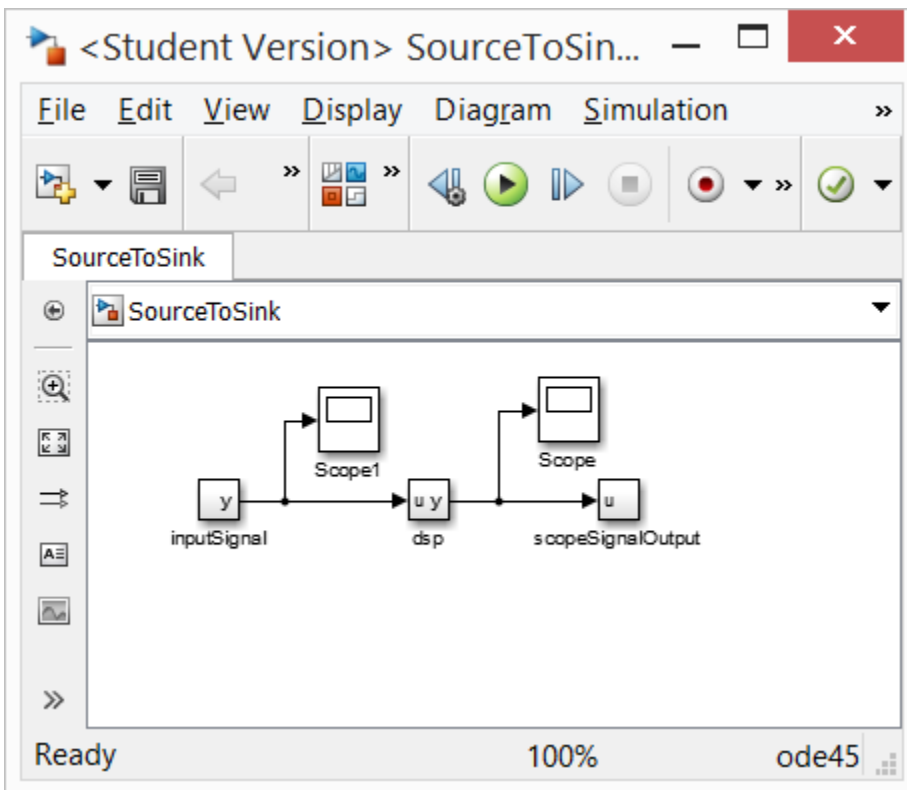 <Student Version> SourceToSin...
File Edit View Display Diagram Simulation »
» »
»
SourceToSink
SourceToSink
Scope1
Scope
y
u y
u
inputSignal
dsp
scopeSignalOutput
A
»
Ready 100% ode45